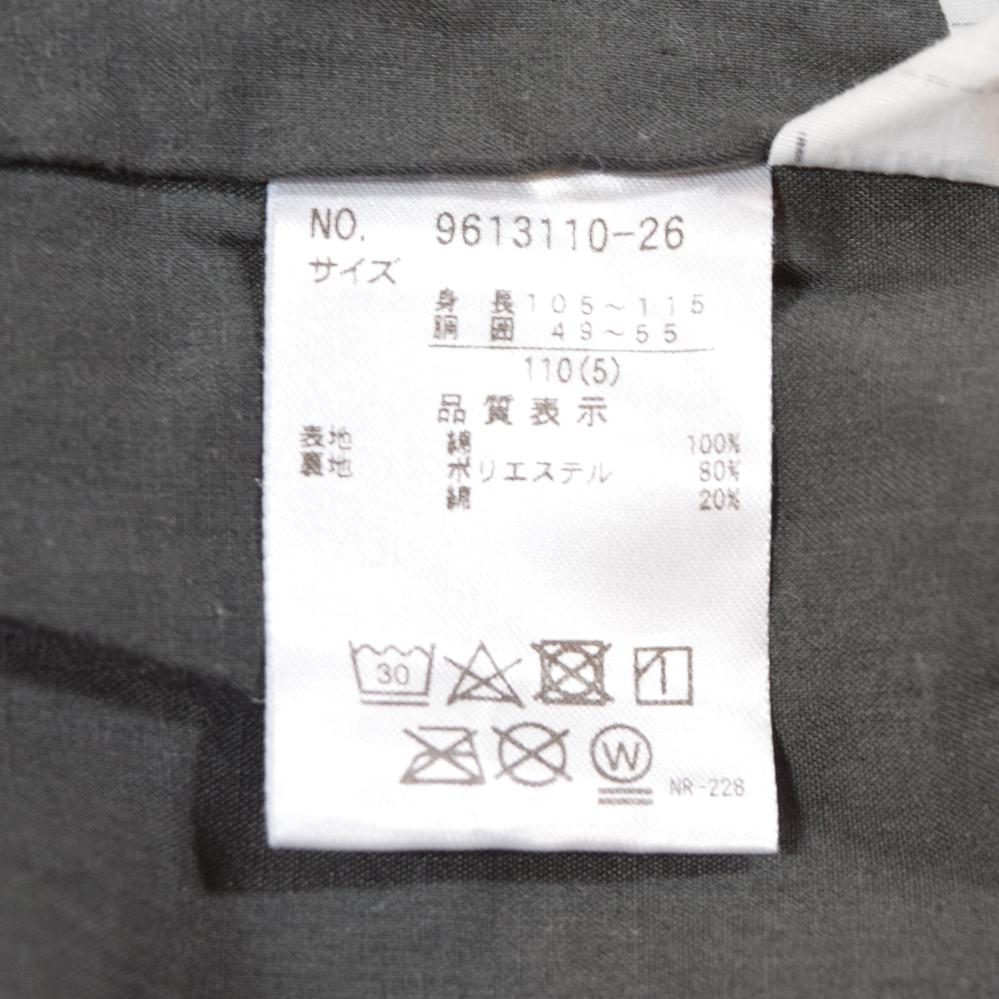 NO. 9613110-26
サイズ
身長105～115
胴囲 49～55
110(5)
品質表示
表地 綿 100%
裏地 ポリエステル 80%
綿 20%
30
W
NR-228